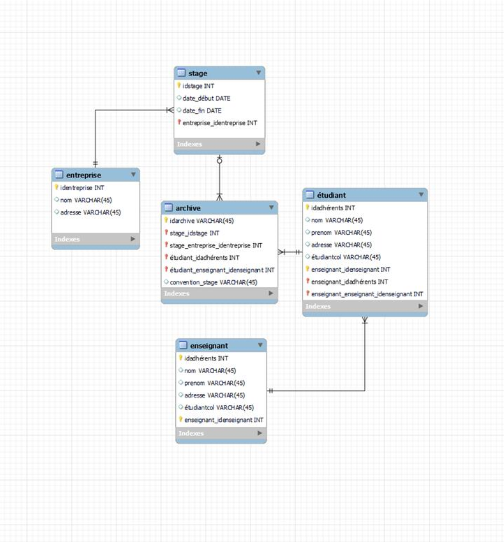 stage
idstage INT
date_début DATE
date_fin DATE
entreprise_identreprise INT
Indexes
entreprise
identreprise INT
nom VARCHAR(45)
adresse VARCHAR(45)
Indexes
archive
idarchive VARCHAR(45)
stage_idstage INT
stage_entreprise_identreprise INT
étudiant_idadhérents INT
étudiant_enseignant_idenseignant INT
convention_stage VARCHAR(45)
Indexes
étudiant
idadhérents INT
nom VARCHAR(45)
prenom VARCHAR(45)
adresse VARCHAR(45)
étudiantcol VARCHAR(45)
enseignant_idenseignant INT
enseignant_idadhérents INT
enseignant_enseignant_idenseignant INT
Indexes
enseignant
idadhérents INT
nom VARCHAR(45)
prenom VARCHAR(45)
adresse VARCHAR(45)
étudiantcol VARCHAR(45)
enseignant_idenseignant INT
Indexes